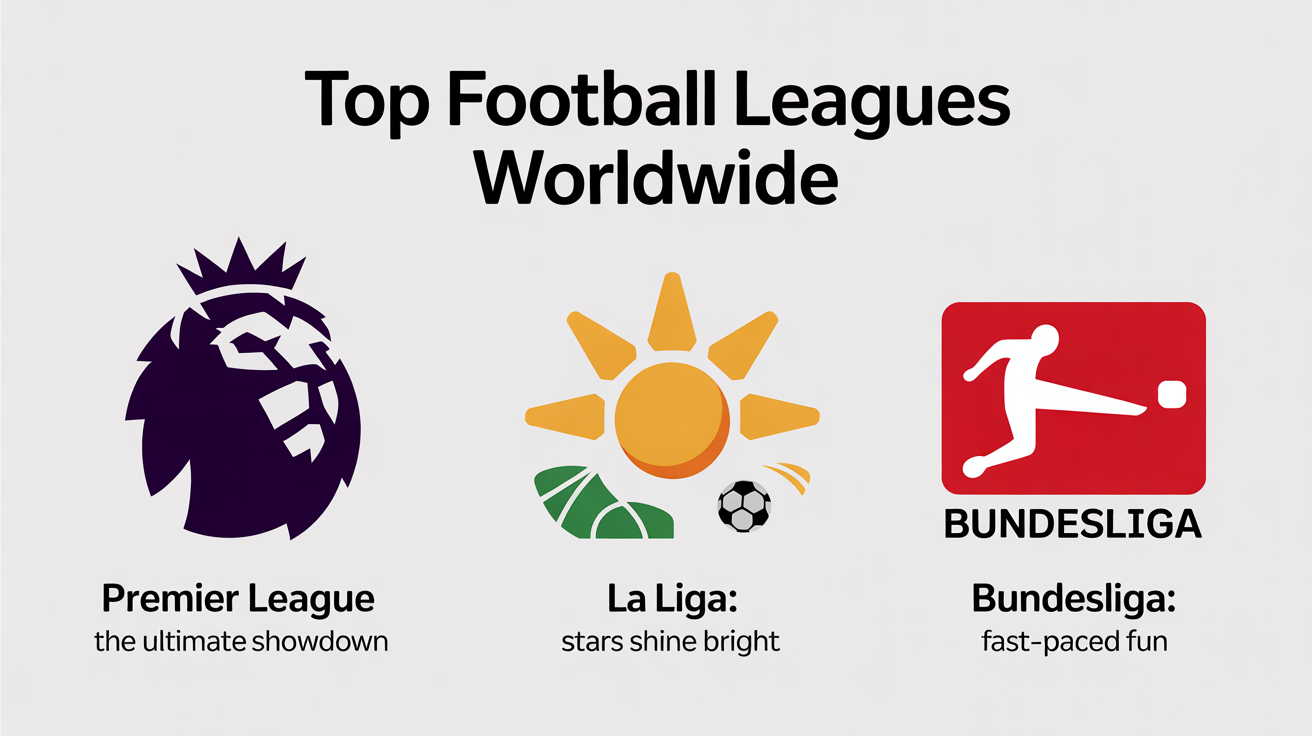 Top Football Leagues
Worldwide
BUNDESLIGA
Premier League
the ultimate showdown
La Liga:
stars shine bright
Bundesliga:
fast-paced fun